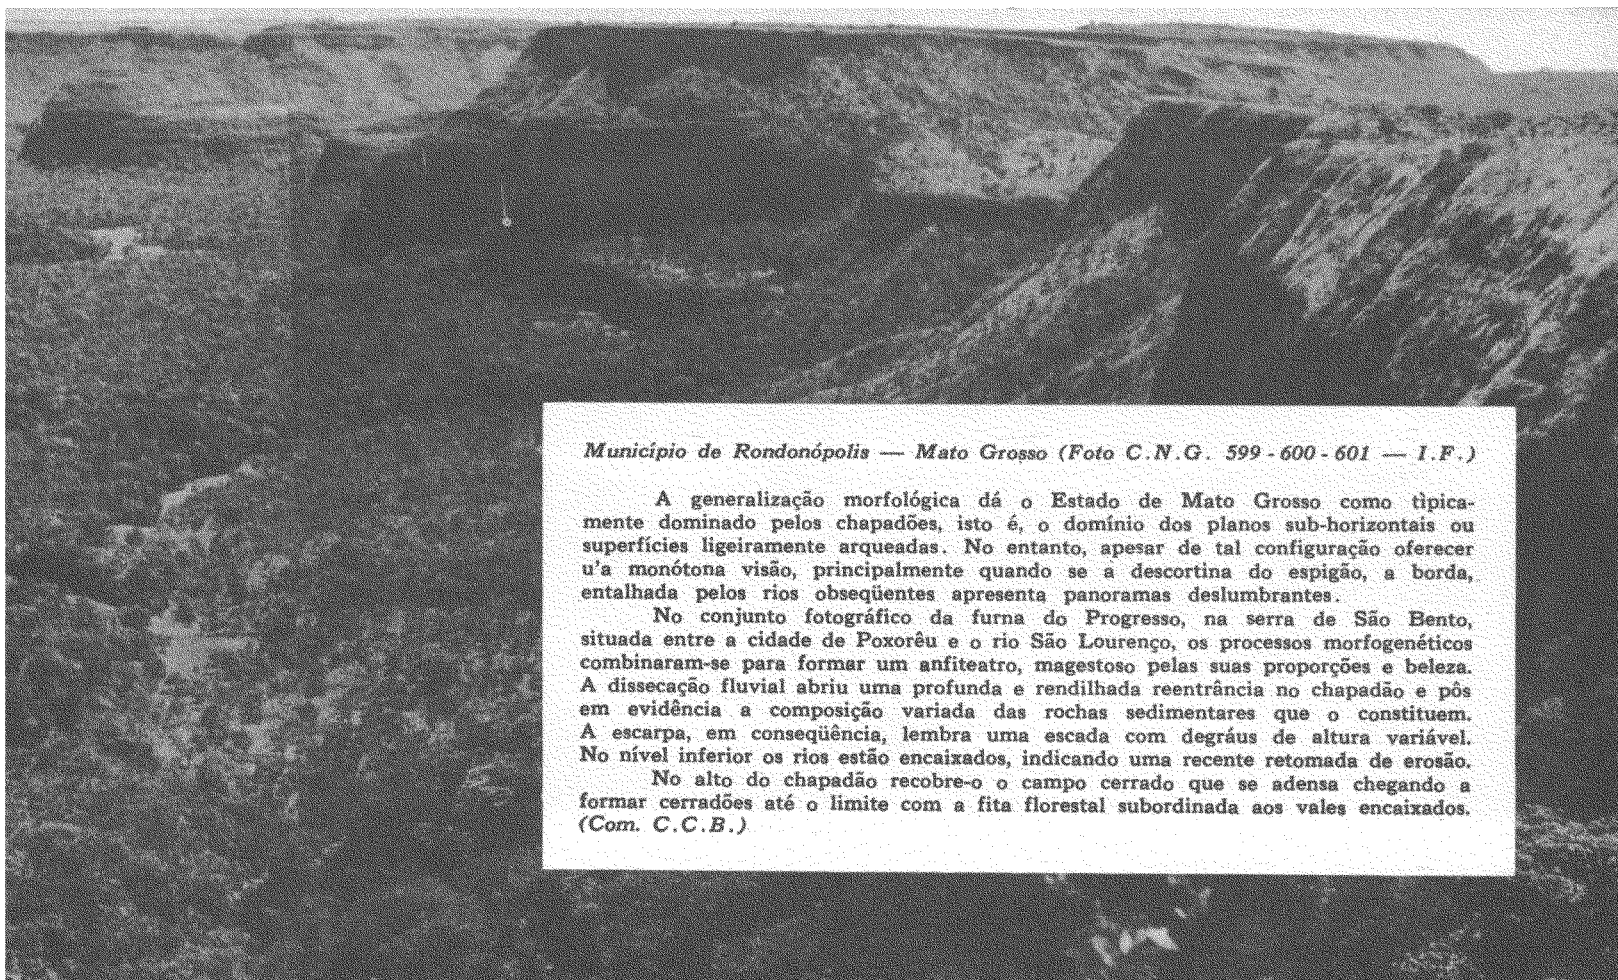 Município de Rondonópolis — Mato Grosso (Foto C.N.G. 599-600-601 — I.F.)
A generalização morfológica dá o Estado de Mato Grosso como tìpica-
mente dominado pelos chapadões, isto é, o domínio dos planos sub-horizontais ou
superfícies ligeiramente arqueadas. No entanto, apesar de tal configuração oferecer
u'a monótona visão, principalmente quando se a descortina do espigão, a borda,
entalhada pelos rios obseqüentes apresenta panoramas deslumbrantes.
No conjunto fotográfico da furna do Progresso, na serra de São Bento,
situada entre a cidade de Poxorêu e o rio São Lourenço, os processos morfogenéticos
combinaram-se para formar um anfiteatro, magestoso pelas suas proporções e beleza.
A dissecação fluvial abriu uma profunda e rendilhada reentrância no chapadão e pôs
em evidência a composição variada das rochas sedimentares que o constituem.
A escarpa, em conseqüência, lembra uma escada com degráus de altura variável.
No nível inferior os rios estão encaixados, indicando uma recente retomada de erosão.
No alto do chapadão recobre-o o campo cerrado que se adensa chegando a
formar cerradões até o limite com a fita florestal subordinada aos vales encaixados.
(Com. C.C.B.)